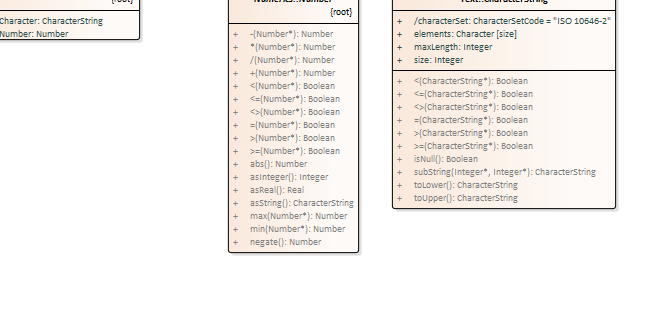 {root}
Character: CharacterString
Number: Number
Numerics::Number
{root}
+ -(Number*): Number
+ *(Number*): Number
+ /(Number*): Number
+ +(Number*): Number
+ <(Number*): Boolean
+ <=(Number*): Boolean
+ <>(Number*): Boolean
+ =(Number*): Boolean
+ >(Number*): Boolean
+ >=(Number*): Boolean
+ abs(): Number
+ asInteger(): Integer
+ asReal(): Real
+ asString(): CharacterString
+ max(Number*): Number
+ min(Number*): Number
+ negate(): Number
Text::CharacterString
+ /characterSet: CharacterSetCode = "ISO 10646-2"
+ elements: Character [size]
+ maxLength: Integer
+ size: Integer
+ <(CharacterString*): Boolean
+ <=(CharacterString*): Boolean
+ <>(CharacterString*): Boolean
+ =(CharacterString*): Boolean
+ >(CharacterString*): Boolean
+ >=(CharacterString*): Boolean
+ isNull(): Boolean
+ subString(Integer*, Integer*): CharacterString
+ toLower(): CharacterString
+ toUpper(): CharacterString